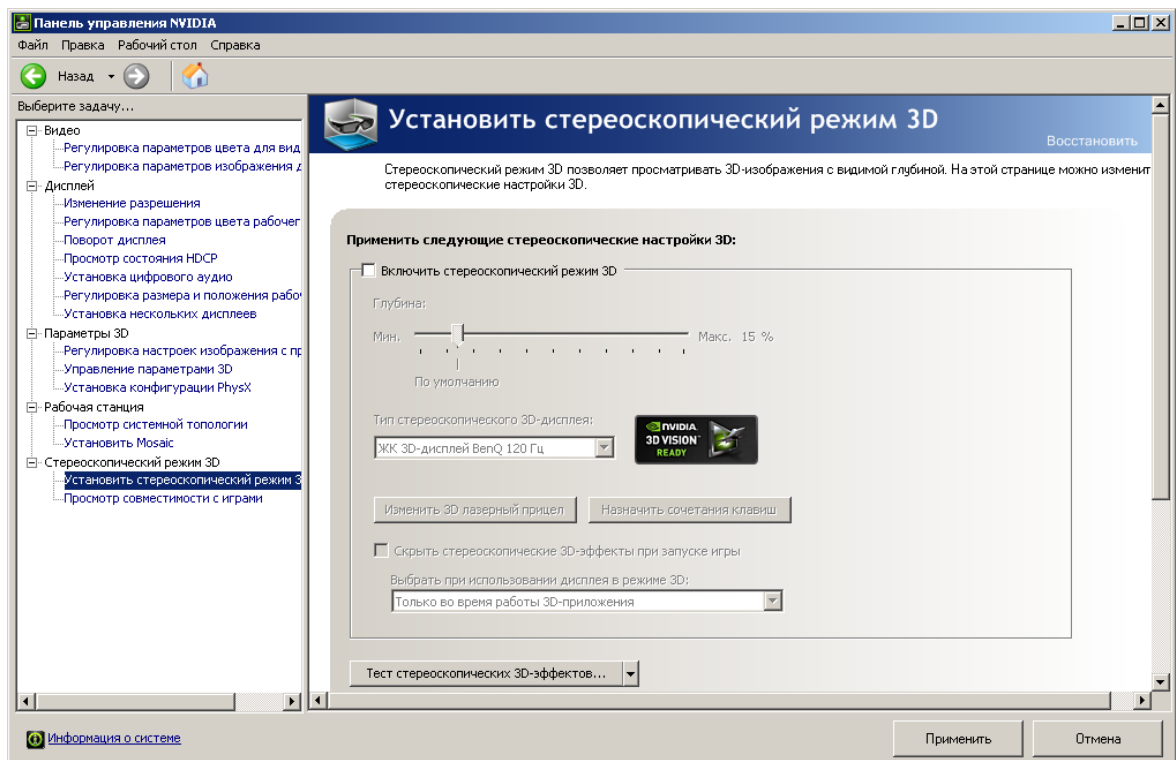 Панель управления NVIDIA
Файл Правка Рабочий стол Справка
Назад
Выберите задачу...
Видео
Регулировка параметров цвета для вид
Регулировка параметров изображения д
Дисплей
Изменение разрешения
Регулировка параметров цвета рабочег
Поворот дисплея
Просмотр состояния HDCP
Установка цифрового аудио
Регулировка размера и положения рабоч
Установка нескольких дисплеев
Параметры 3D
Регулировка настроек изображения с пр
Управление параметрами 3D
Установка конфигурации PhysX
Рабочая станция
Просмотр системной топологии
Установить Mosaic
Стереоскопический режим 3D
Установить стереоскопический режим 3
Просмотр совместимости с играми
Установить стереоскопический режим 3D
Восстановить
Стереоскопический режим 3D позволяет просматривать 3D-изображения с видимой глубиной. На этой странице можно изменит
стереоскопические настройки 3D.
Применить следующие стереоскопические настройки 3D:
Включить стереоскопический режим 3D
Глубина:
Мин. Макс. 15 %
По умолчанию
Тип стереоскопического 3D-дисплея:
ЖК 3D-дисплей BenQ 120 Гц
NVIDIA
3D VISION
READY
Изменить 3D лазерный прицел Назначить сочетания клавиш
Скрыть стереоскопические 3D-эффекты при запуске игры
Выбрать при использовании дисплея в режиме 3D:
Только во время работы 3D-приложения
Тест стереоскопических 3D-эффектов...
Информация о системе
Применить Отмена